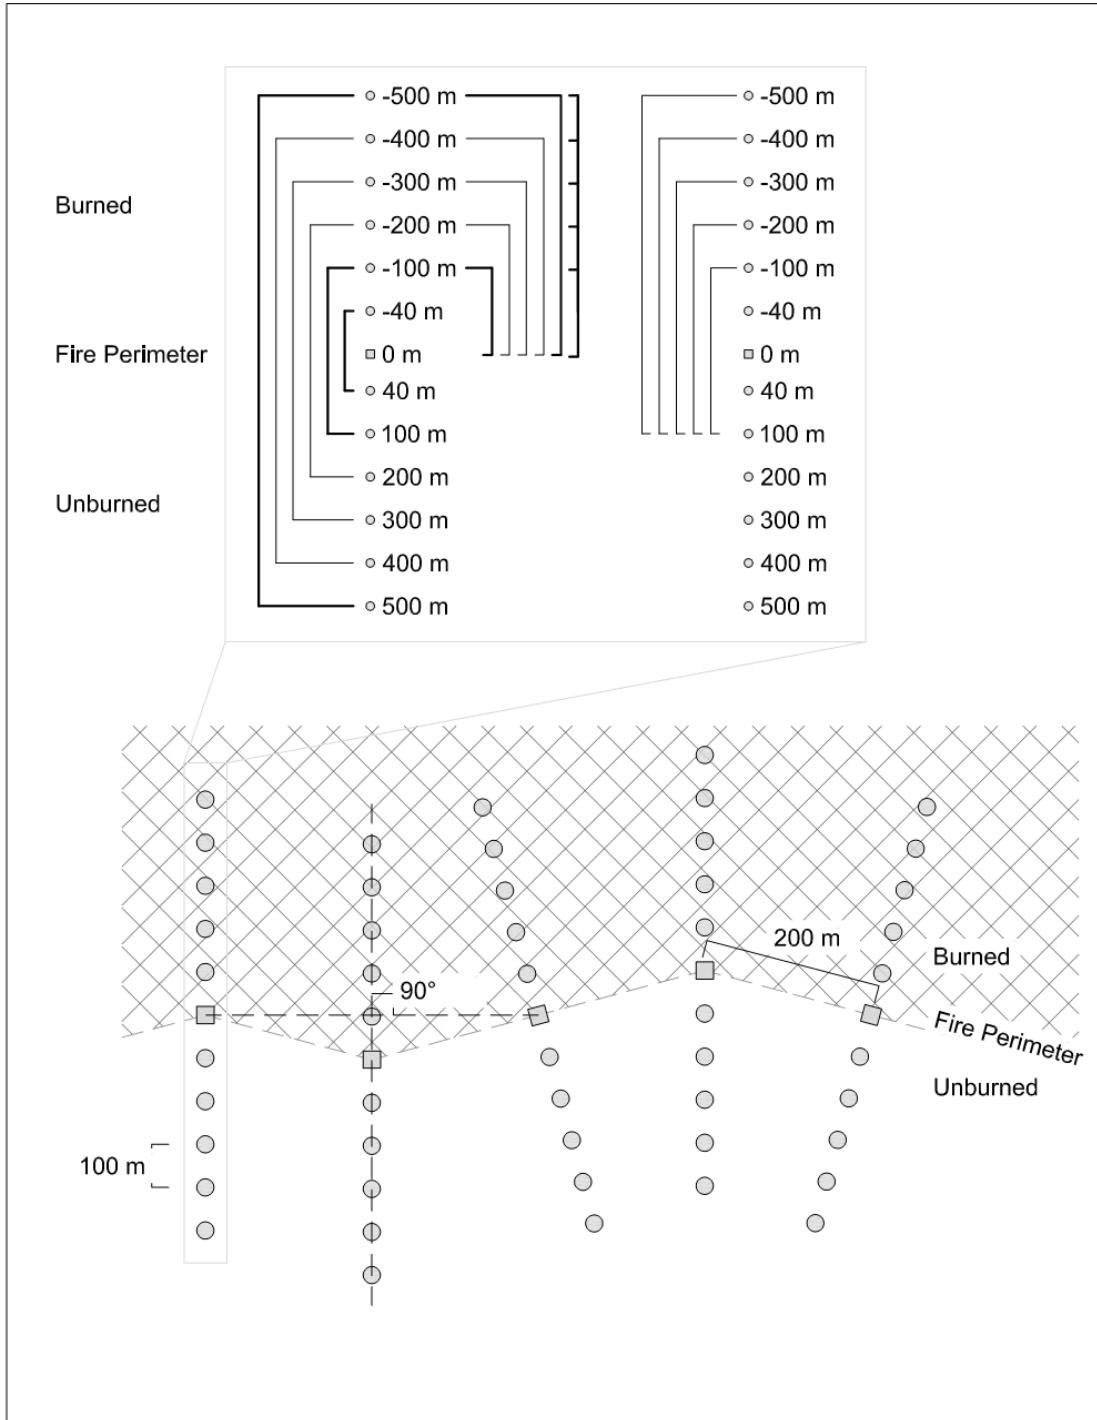 -500 m -500 m
-400 m -400 m
-300 m -300 m
Burned
-200 m -200 m
-100 m -100 m
-40 m -40 m
Fire Perimeter 0 m 0 m
40 m 40 m
100 m 100 m
200 m 200 m
Unburned
300 m 300 m
400 m 400 m
500 m 500 m
200 m
Burned
90°
Fire Perimeter
Unburned
100 m